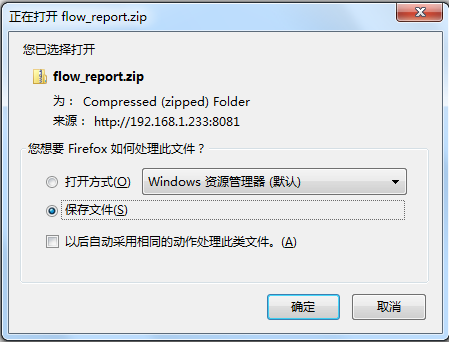 正在打开 flow_report.zip
您已选择打开
flow_report.zip
为： Compressed (zipped) Folder
来源： http://192.168.1.233:8081
您想要 Firefox 如何处理此文件？
打开方式(O) Windows 资源管理器 (默认)
保存文件(S)
以后自动采用相同的动作处理此类文件。(A)
确定 取消